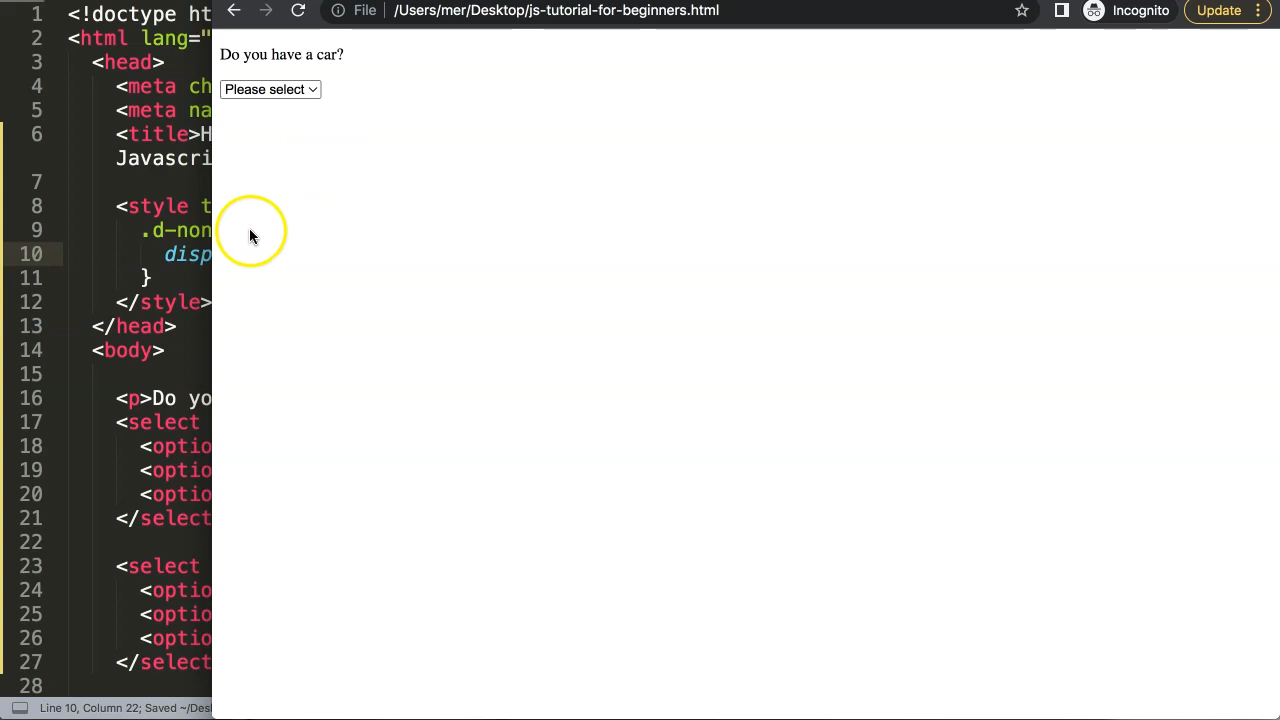 File
/Users/mer/Desktop/js-tutorial-for-beginners.html
Incognito
Update
Do you have a car?
Please select
1 <!doctype ht
2 <html lang="
3 <head>
4 <meta ch
5 <meta na
6 <title>H
Javascri
7
8 <style t
9 .d-non
10 disp
11 }
12 </style>
13 </head>
14 <body>
15
16 <p>Do yo
17 <select
18 <optio
19 <optio
20 <optio
21 </select
22
23 <select
24 <optio
25 <optio
26 <optio
27 </select
28
Line 10, Column 22; Saved ~/Des